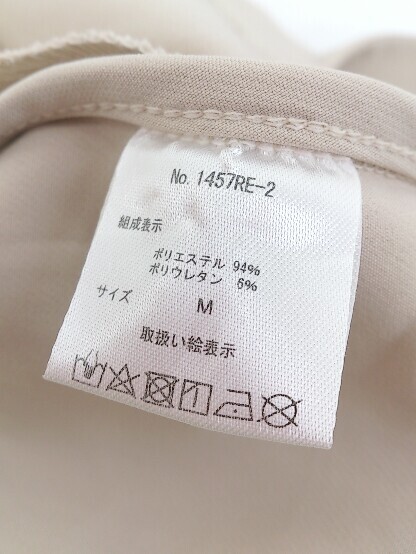 No. 1457RE-2
組成表示
ポリエステル 94%
ポリウレタン 6%
サイズ M
取扱い絵表示